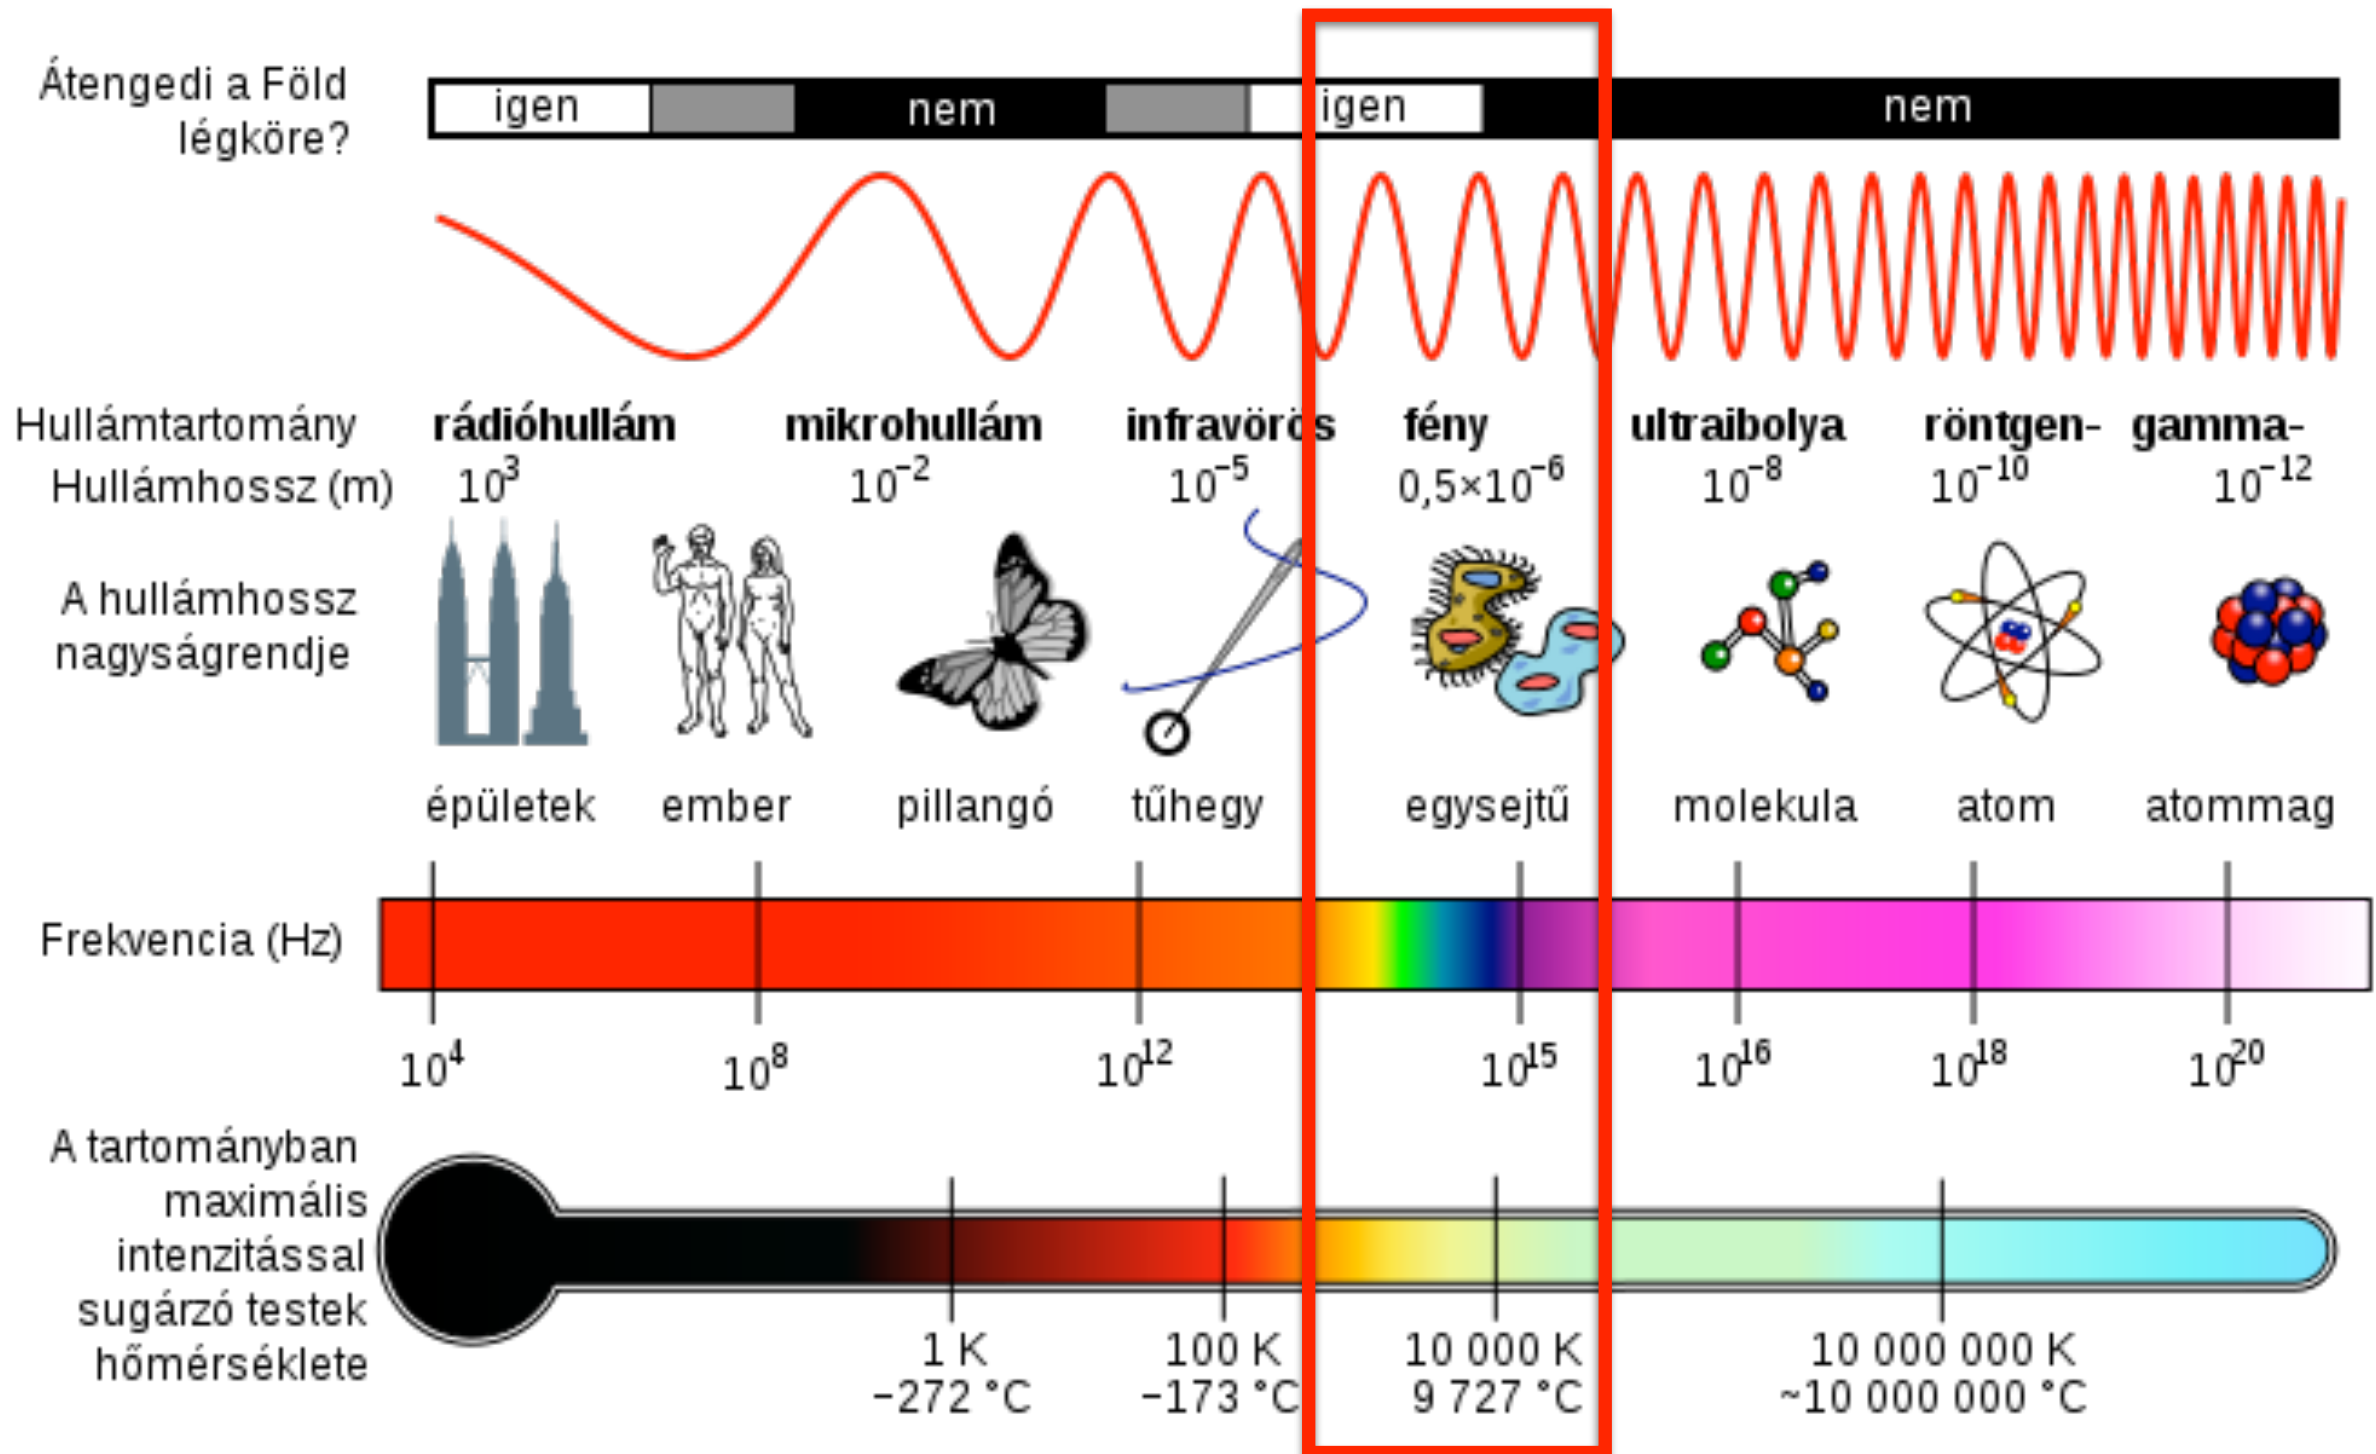 Átengedi a Föld
légköre?
igen nem igen nem
Hullámtartomány rádióhullám mikrohullám infravörös fény ultraibolya röntgen- gamma-
Hullámhossz (m) 10³ 10⁻² 10⁻⁵ 0,5×10⁻⁶ 10⁻⁸ 10⁻¹⁰ 10⁻¹²
A hullámhossz
nagyságrendje
épületek ember pillangó tűhegy egysejtű molekula atom atommag
Frekvencia (Hz)
10⁴ 10⁸ 10¹² 10¹⁵ 10¹⁶ 10¹⁸ 10²⁰
A tartományban
maximális
intenzitással
sugárzó testek
hőmérséklete
1 K 100 K 10 000 K 10 000 000 K
−272 °C −173 °C 9 727 °C ~10 000 000 °C